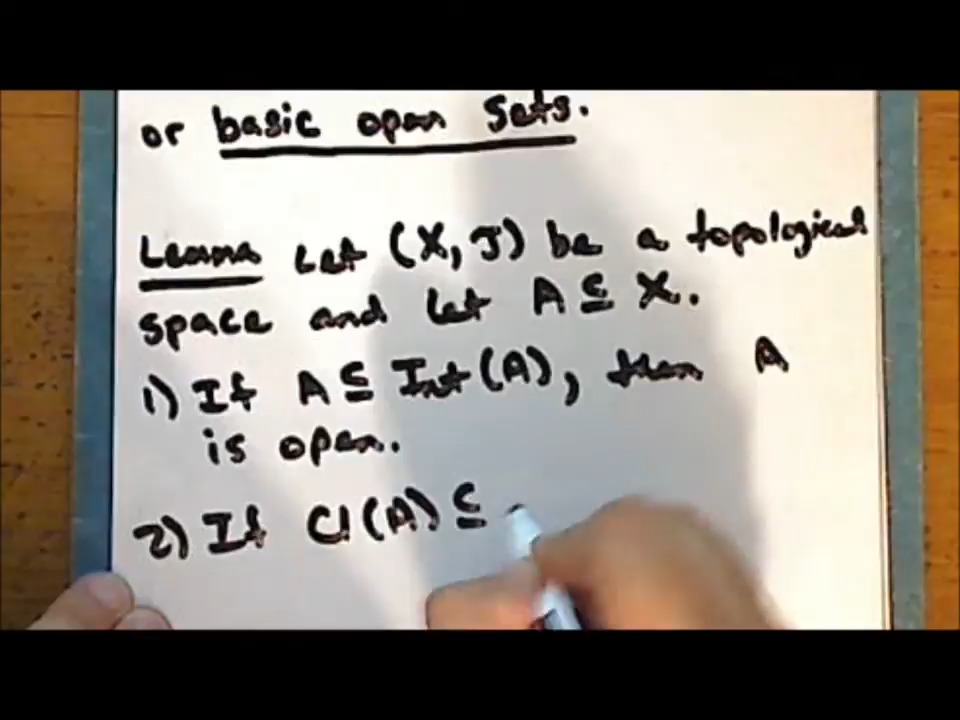 or basic open sets.
Lemma Let (X, J) be a topological
space and let A ⊆ X.
1) If A ⊆ Int(A), then A
is open.
2) If Cl(A) ⊆